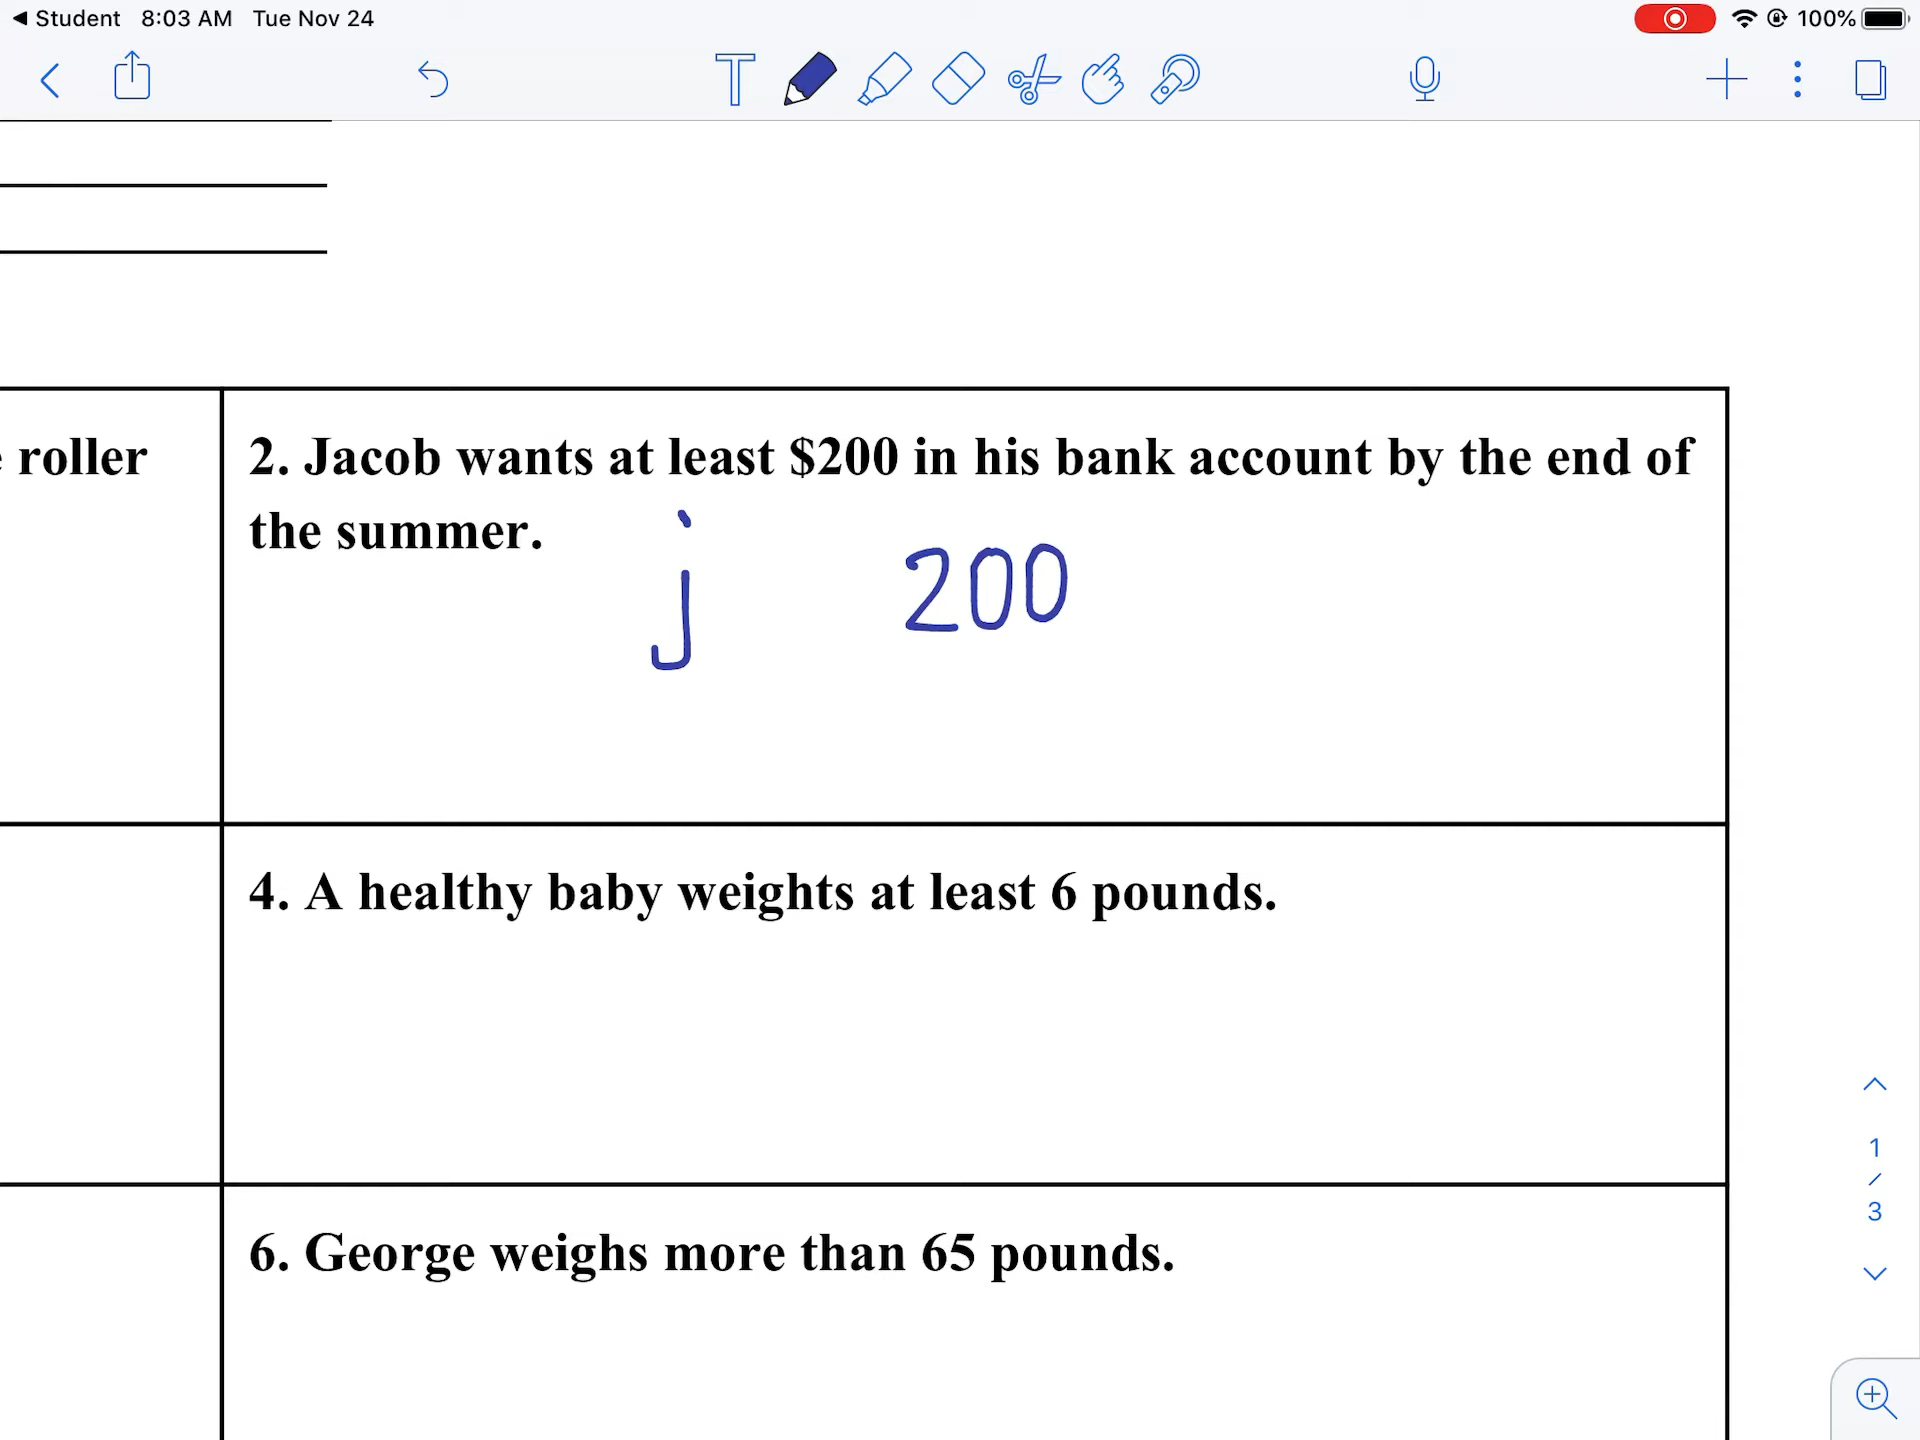 Student 8:03 AM Tue Nov 24 100%
T
roller
2. Jacob wants at least $200 in his bank account by the end of
the summer.
j 200
4. A healthy baby weights at least 6 pounds.
6. George weighs more than 65 pounds.
1
/
3